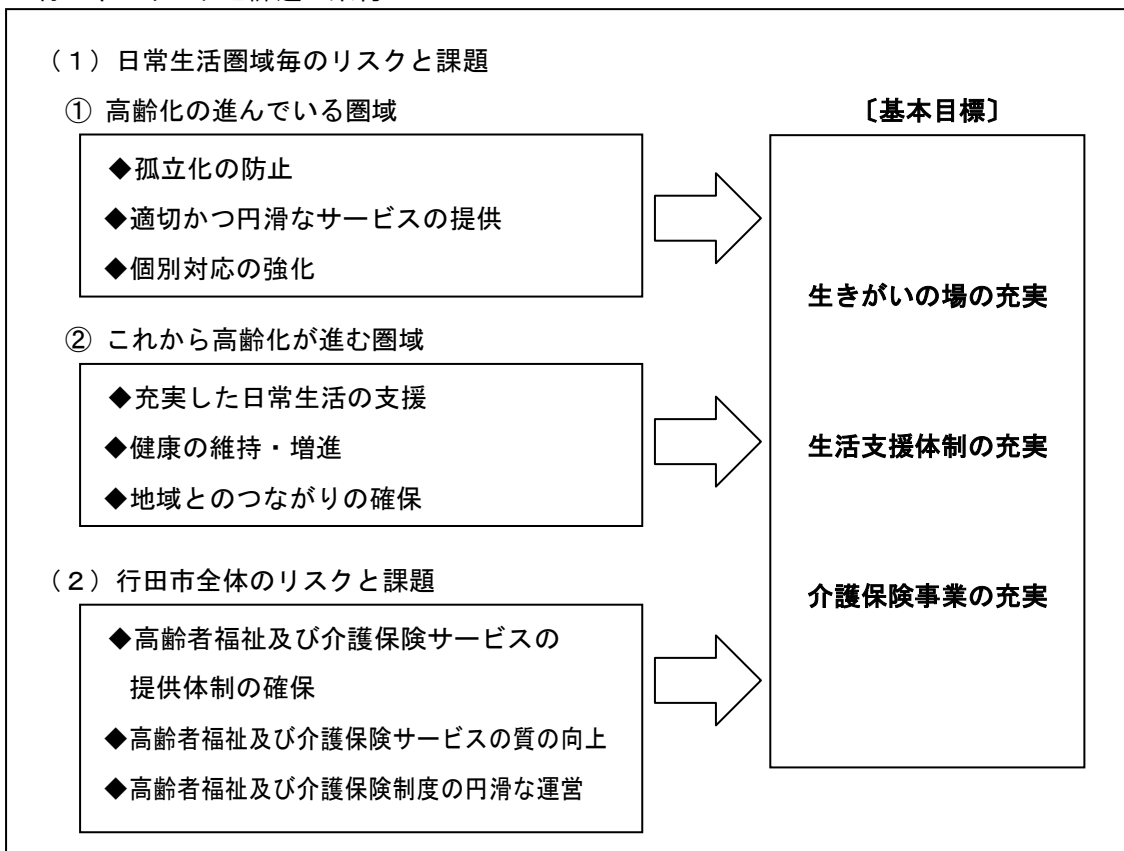 （１）日常生活圏域毎のリスクと課題
① 高齢化の進んでいる圏域
◆孤立化の防止
◆適切かつ円滑なサービスの提供
◆個別対応の強化
② これから高齢化が進む圏域
◆充実した日常生活の支援
◆健康の維持・増進
◆地域とのつながりの確保
（２）行田市全体のリスクと課題
◆高齢者福祉及び介護保険サービスの
提供体制の確保
◆高齢者福祉及び介護保険サービスの質の向上
◆高齢者福祉及び介護保険制度の円滑な運営
〔基本目標〕
生きがいの場の充実
生活支援体制の充実
介護保険事業の充実